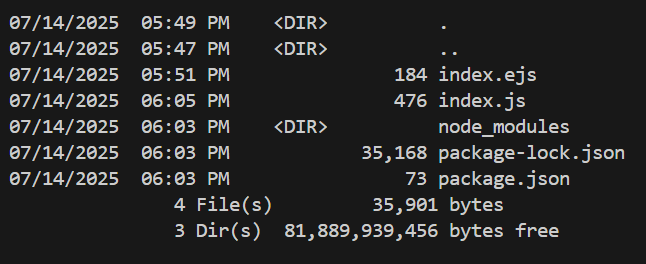 07/14/2025  05:49 PM    <DIR>          .
07/14/2025  05:47 PM    <DIR>          ..
07/14/2025  05:51 PM               184 index.ejs
07/14/2025  06:05 PM               476 index.js
07/14/2025  06:03 PM    <DIR>          node_modules
07/14/2025  06:03 PM            35,168 package-lock.json
07/14/2025  06:03 PM                73 package.json
               4 File(s)         35,901 bytes
               3 Dir(s)  81,889,939,456 bytes free